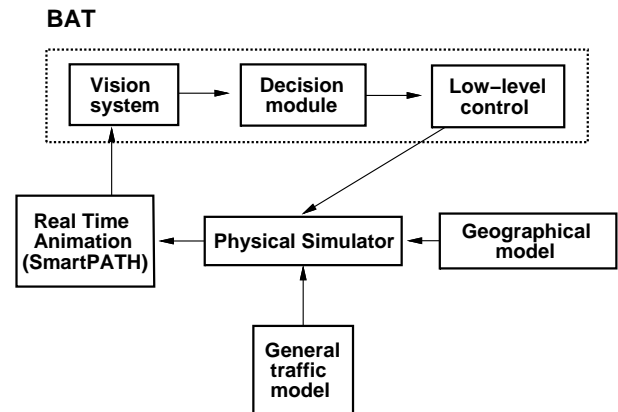 BAT
Vision
system
Decision
module
Low−level
control
Real Time
Animation
(SmartPATH)
Physical Simulator
Geographical
model
General
traffic
model